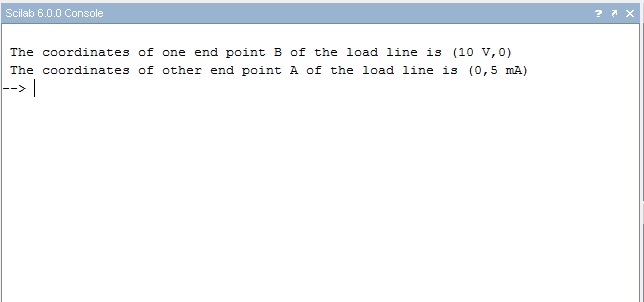 Scilab 6.0.0 Console
The coordinates of one end point B of the load line is (10 V,0)
The coordinates of other end point A of the load line is (0,5 mA)
-->